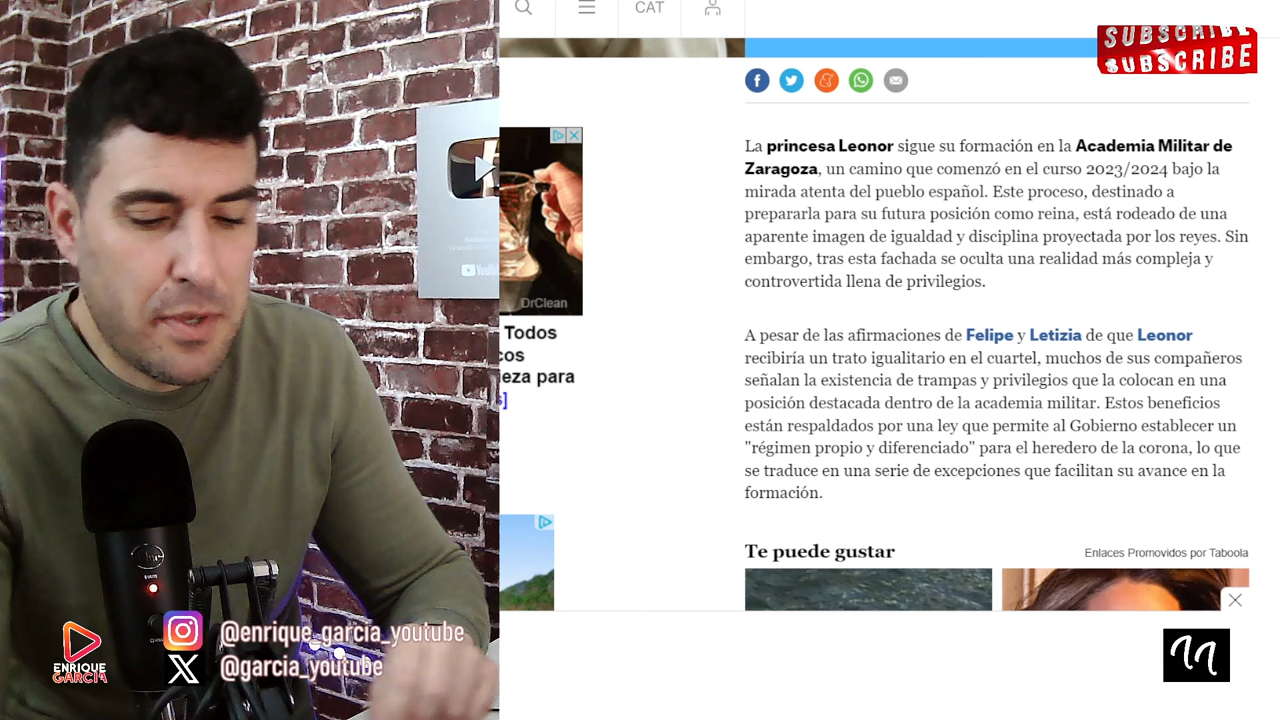 CAT
SUBSCRIBE
SUBSCRIBE
La princesa Leonor sigue su formación en la Academia Militar de
Zaragoza, un camino que comenzó en el curso 2023/2024 bajo la
mirada atenta del pueblo español. Este proceso, destinado a
prepararla para su futura posición como reina, está rodeado de una
aparente imagen de igualdad y disciplina proyectada por los reyes. Sin
embargo, tras esta fachada se oculta una realidad más compleja y
controvertida llena de privilegios.
DrClean
Todos
cos
eza para
s]
A pesar de las afirmaciones de Felipe y Letizia de que Leonor
recibiría un trato igualitario en el cuartel, muchos de sus compañeros
señalan la existencia de trampas y privilegios que la colocan en una
posición destacada dentro de la academia militar. Estos beneficios
están respaldados por una ley que permite al Gobierno establecer un
"régimen propio y diferenciado" para el heredero de la corona, lo que
se traduce en una serie de excepciones que facilitan su avance en la
formación.
Te puede gustar
Enlaces Promovidos por Taboola
YouTube
ENRIQUE
GARCIA
@enrique_garcia_youtube
@garcia_youtube